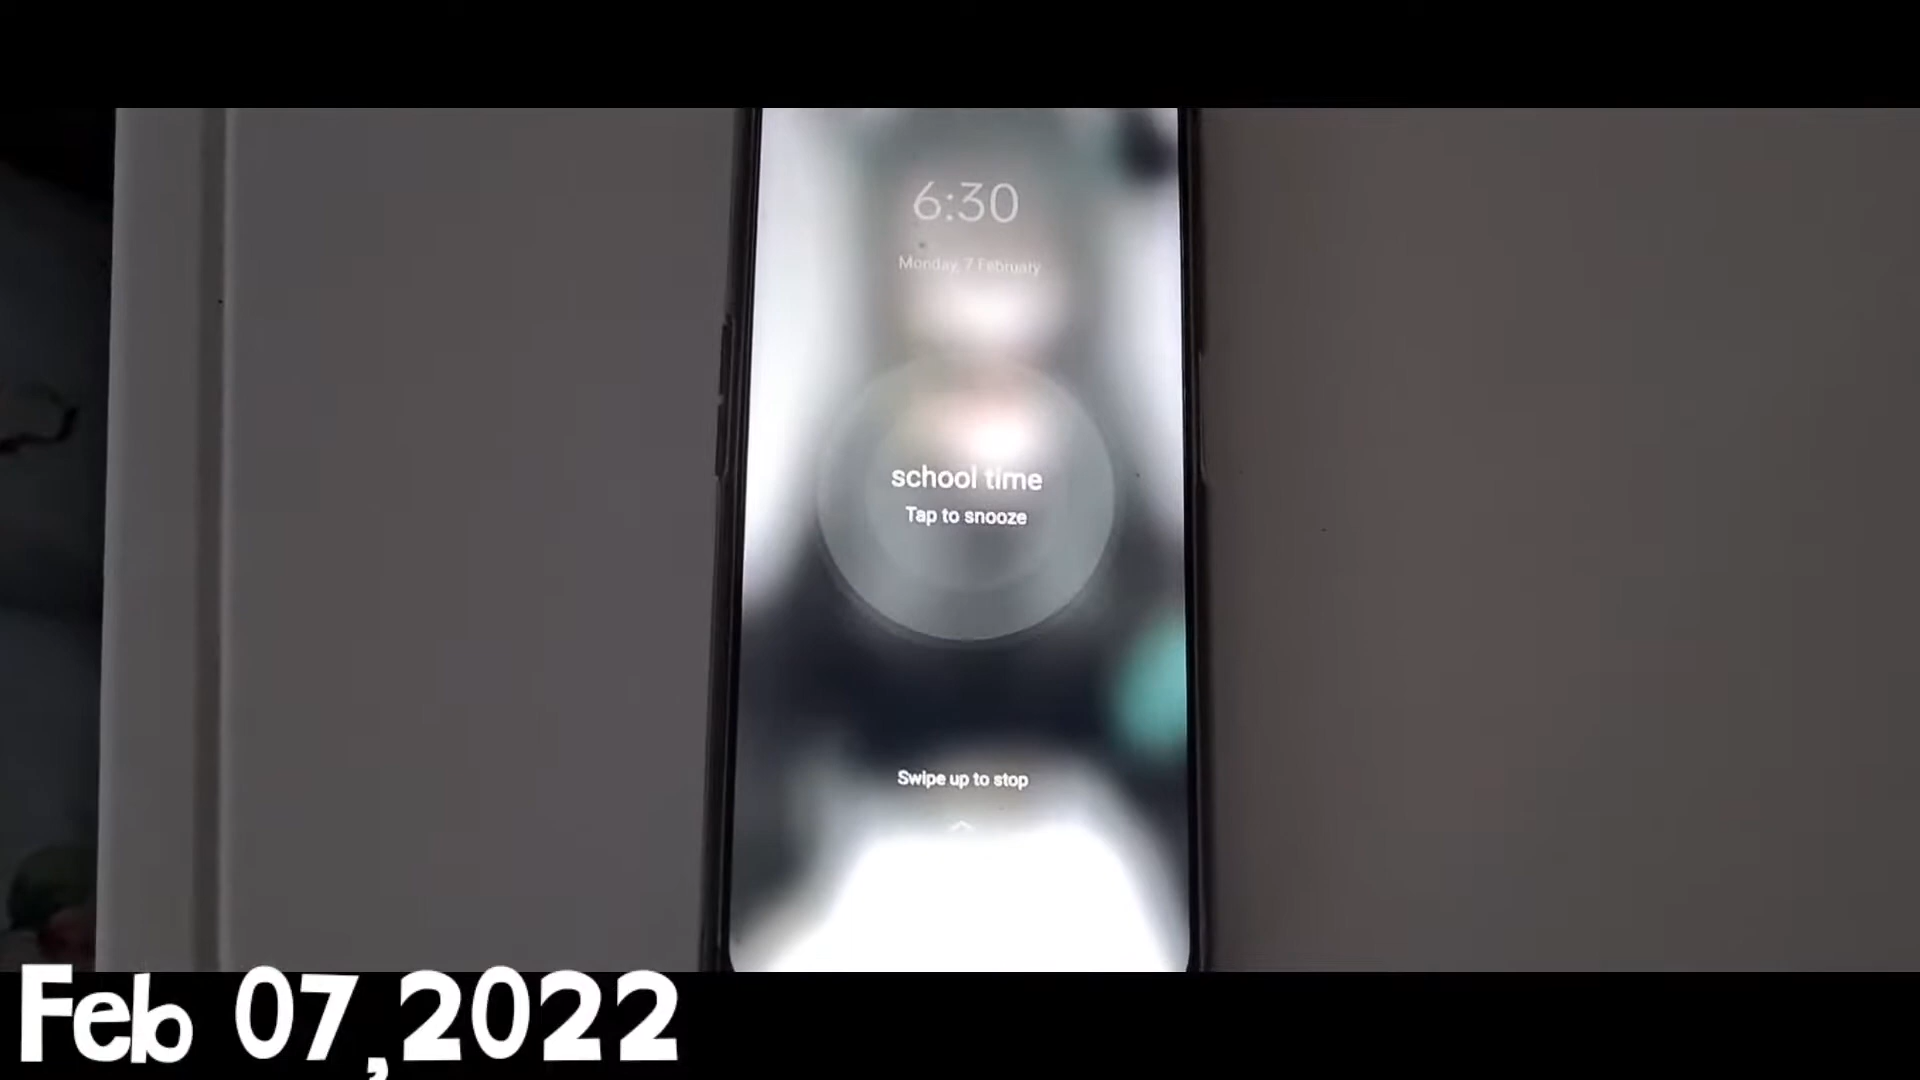 6:30
Monday, 7 February
school time
Tap to snooze
Swipe up to stop
Feb 07,2022